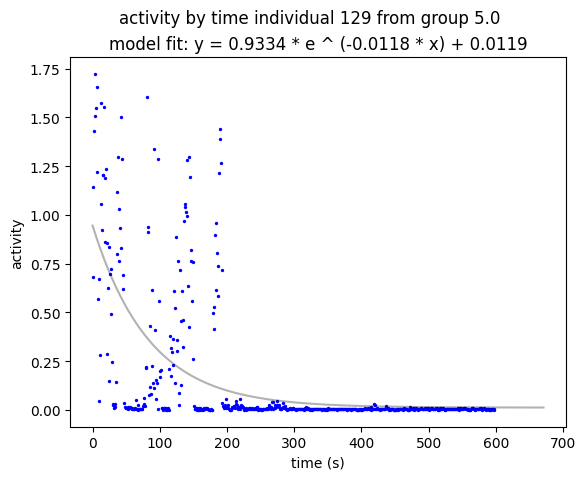 activity by time individual 129 from group 5.0
model fit: y = 0.9334 * e ^ (-0.0118 * x) + 0.0119
1.75
1.50
1.25
1.00
0.75
0.50
0.25
0.00
activity
0 100 200 300 400 500 600 700
time (s)